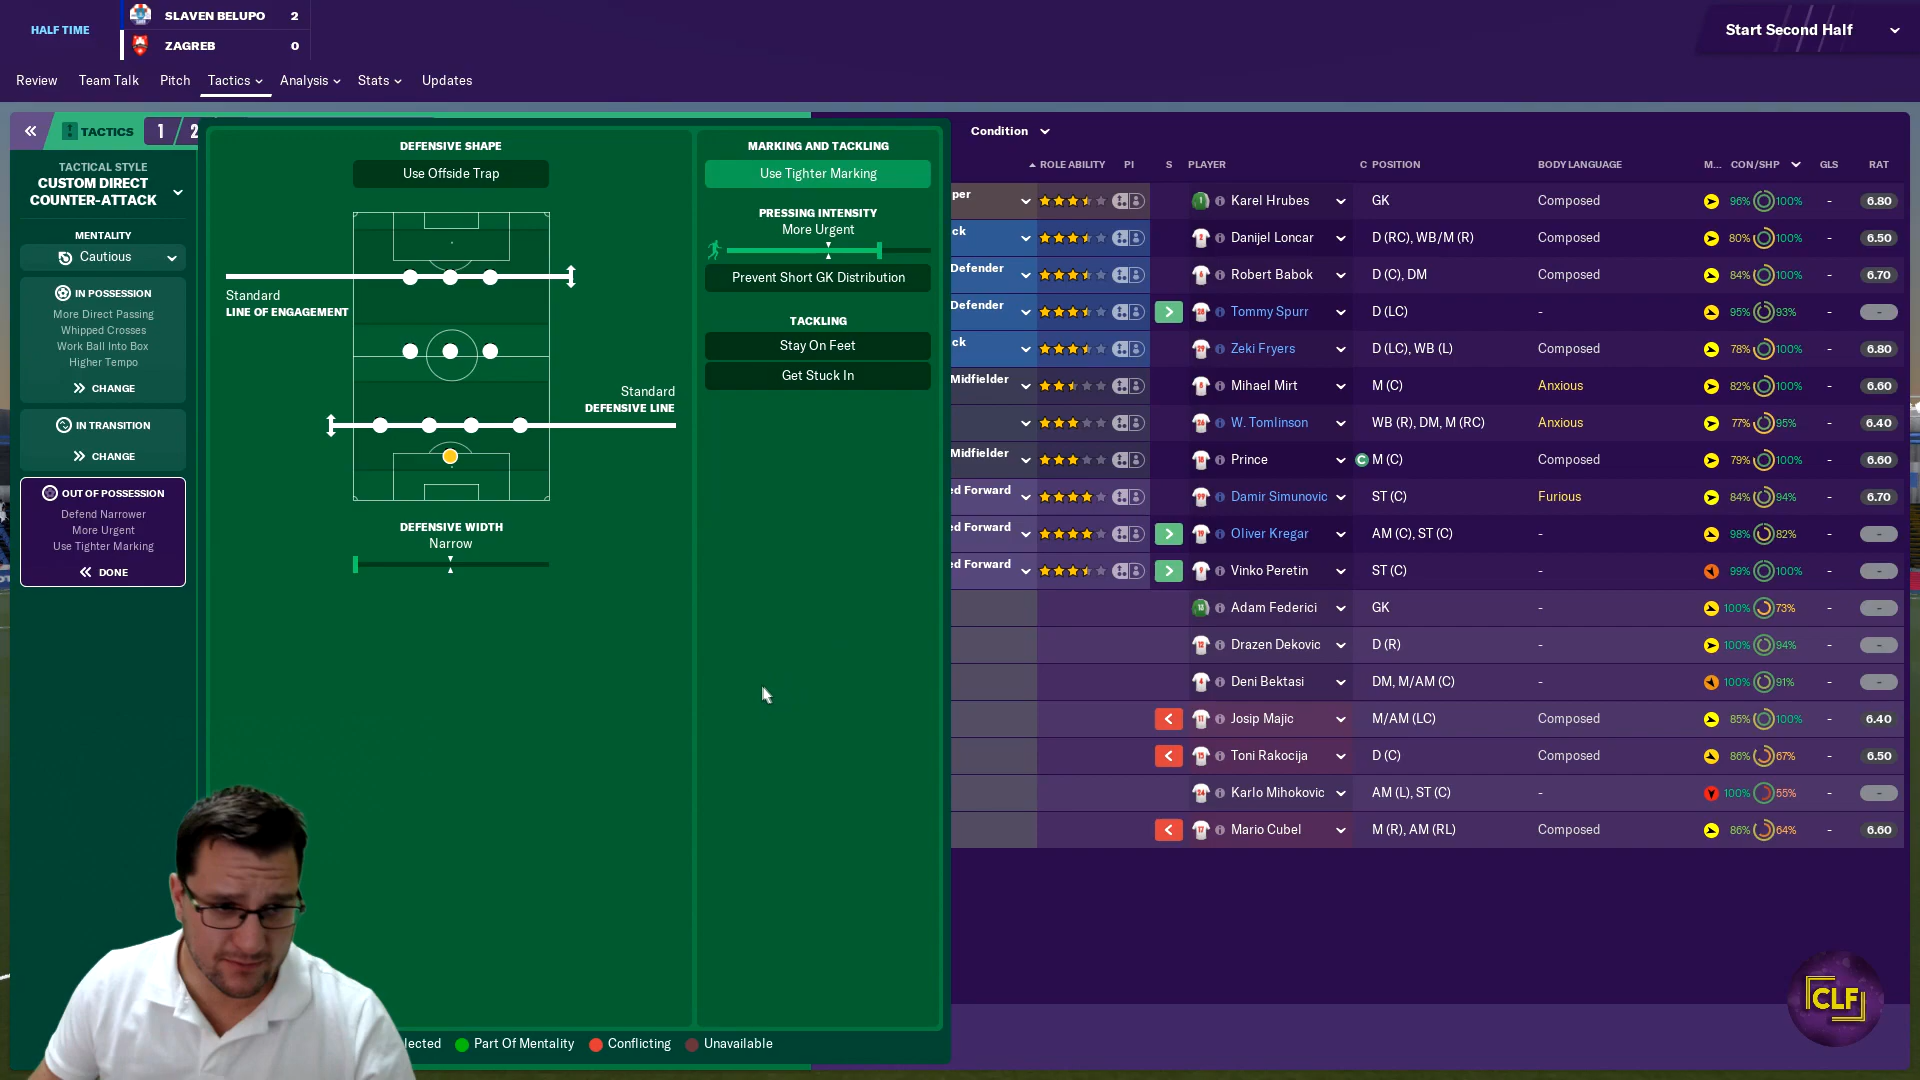 HALF TIME
SLAVEN BELUPO 2
ZAGREB 0
Start Second Half
Review Team Talk Pitch Tactics Analysis Stats Updates
TACTICS 1 2
TACTICAL STYLE
CUSTOM DIRECT
COUNTER-ATTACK
MENTALITY
Cautious
IN POSSESSION
More Direct Passing
Whipped Crosses
Work Ball Into Box
Higher Tempo
CHANGE
IN TRANSITION
CHANGE
OUT OF POSSESSION
Defend Narrower
More Urgent
Use Tighter Marking
DONE
DEFENSIVE SHAPE
Use Offside Trap
Standard
LINE OF ENGAGEMENT
Standard
DEFENSIVE LINE
DEFENSIVE WIDTH
Narrow
MARKING AND TACKLING
Use Tighter Marking
PRESSING INTENSITY
More Urgent
Prevent Short GK Distribution
TACKLING
Stay On Feet
Get Stuck In
lected Part Of Mentality Conflicting Unavailable
Condition
ROLE ABILITY PI S PLAYER C POSITION BODY LANGUAGE M... CON/SHP GLS RAT
per Karel Hrubes GK Composed 96% 100% - 6.80
ck Danijel Loncar D (RC), WB/M (R) Composed 80% 100% - 6.50
Defender Robert Babok D (C), DM Composed 84% 100% - 6.70
Defender Tommy Spurr D (LC) - 95% 93% - -
ck Zeki Fryers D (LC), WB (L) Composed 78% 100% - 6.80
Midfielder Mihael Mirt M (C) Anxious 82% 100% - 6.60
W. Tomlinson WB (R), DM, M (RC) Anxious 77% 95% - 6.40
Midfielder Prince C M (C) Composed 79% 100% - 6.60
ed Forward Damir Simunovic ST (C) Furious 84% 94% - 6.70
ed Forward Oliver Kregar AM (C), ST (C) - 98% 82% - -
ed Forward Vinko Peretin ST (C) - 99% 100% - -
Adam Federici GK - 100% 73% - -
Drazen Dekovic D (R) - 100% 94% - -
Deni Bektasi DM, M/AM (C) - 100% 91% - -
Josip Majic M/AM (LC) Composed 85% 100% - 6.40
Toni Rakocija D (C) Composed 86% 67% - 6.50
Karlo Mihokovic AM (L), ST (C) - 100% 55% - -
Mario Cubel M (R), AM (RL) Composed 86% 64% - 6.60
CLF